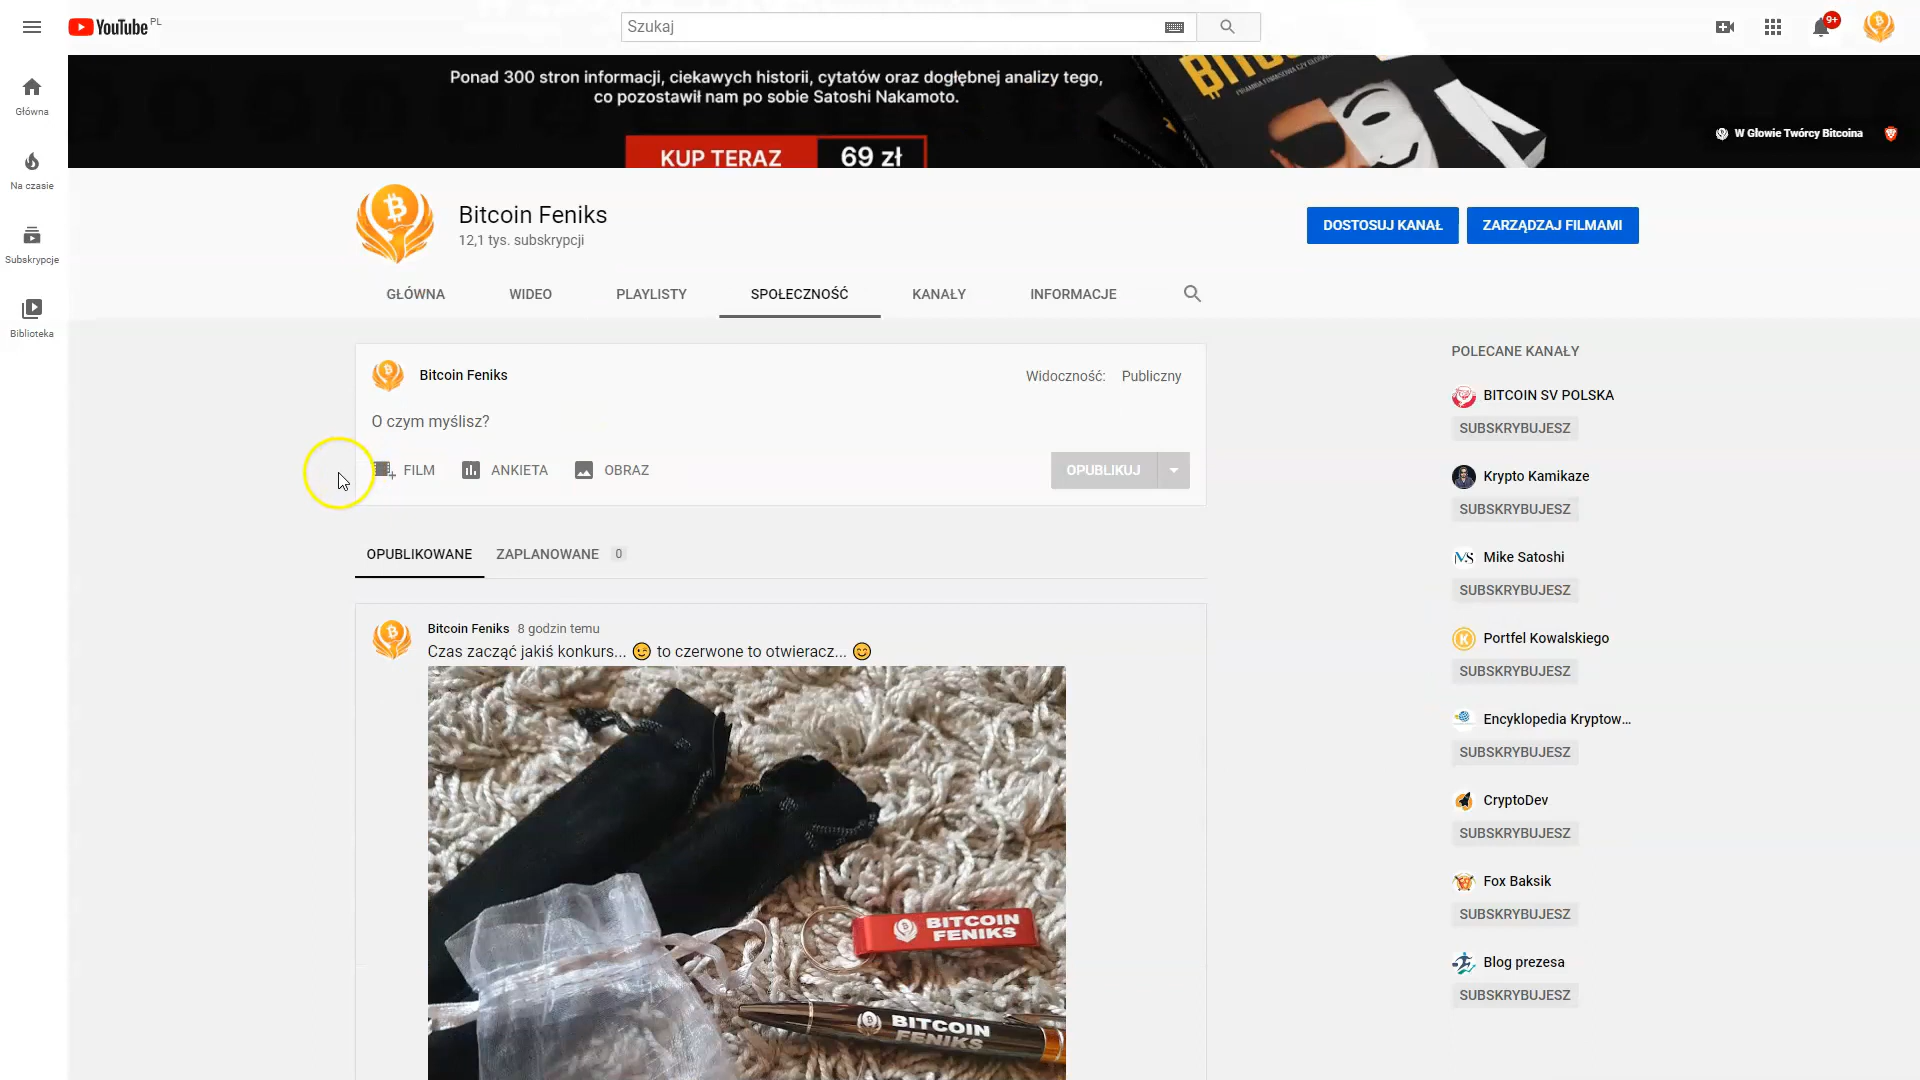 YouTube PL
Szukaj
9+
Główna
Na czasie
Subskrypcje
Biblioteka
Ponad 300 stron informacji, ciekawych historii, cytatów oraz dogłębnej analizy tego,
co pozostawił nam po sobie Satoshi Nakamoto.
KUP TERAZ 69 zł
W Głowie Twórcy Bitcoina
Bitcoin Feniks
12,1 tys. subskrypcji
DOSTOSUJ KANAŁ
ZARZĄDZAJ FILMAMI
GŁÓWNA WIDEO PLAYLISTY SPOŁECZNOŚĆ KANAŁY INFORMACJE
Bitcoin Feniks
Widoczność: Publiczny
O czym myślisz?
FILM ANKIETA OBRAZ
OPUBLIKUJ
OPUBLIKOWANE ZAPLANOWANE 0
Bitcoin Feniks 8 godzin temu
Czas zacząć jakiś konkurs... 😉 to czerwone to otwieracz... 😊
BITCOIN
FENIKS
BITCOIN
FENIKS
POLECANE KANAŁY
BITCOIN SV POLSKA
SUBSKRYBUJESZ
Krypto Kamikaze
SUBSKRYBUJESZ
Mike Satoshi
SUBSKRYBUJESZ
Portfel Kowalskiego
SUBSKRYBUJESZ
Encyklopedia Kryptow...
SUBSKRYBUJESZ
CryptoDev
SUBSKRYBUJESZ
Fox Baksik
SUBSKRYBUJESZ
Blog prezesa
SUBSKRYBUJESZ